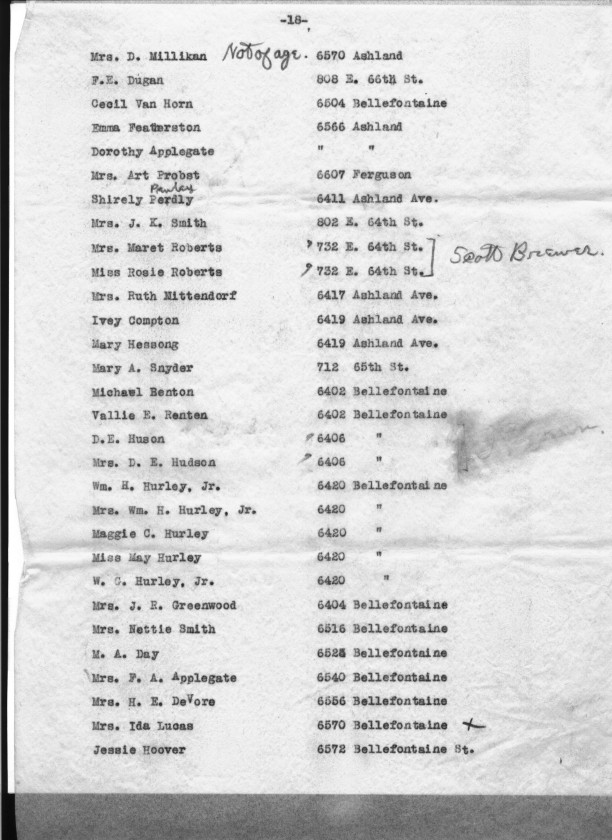 -18-
Mrs. D. Millikan Not of age. 6570 Ashland
F.E. Dugan 808 E. 66th St.
Cecil Van Horn 6504 Bellefontaine
Emma Featherston 6566 Ashland
Dorothy Applegate " "
Mrs. Art Probst 6607 Ferguson
Shirely Perdly 6411 Ashland Ave.
Mrs. J. K. Smith 802 E. 64th St.
Mrs. Maret Roberts 732 E. 64th St.
Scott Brewer.
Miss Rosie Roberts 732 E. 64th St.
Mrs. Ruth Nittendorf 6417 Ashland Ave.
Ivey Compton 6419 Ashland Ave.
Mary Hessong 6419 Ashland Ave.
Mary A. Snyder 712 65th St.
Michael Benton 6402 Bellefontaine
Vallie E. Renten 6402 Bellefontaine
D.E. Huson 6406 "
Mrs. D. E. Hudson 6406 "
Wm. H. Hurley, Jr. 6420 Bellefontaine
Mrs. Wm. H. Hurley, Jr. 6420 "
Maggie C. Hurley 6420 "
Miss May Hurley 6420 "
W. C. Hurley, Jr. 6420 "
Mrs. J. R. Greenwood 6404 Bellefontaine
Mrs. Nettie Smith 6516 Bellefontaine
M. A. Day 6528 Bellefontaine
Mrs. F. A. Applegate 6540 Bellefontaine
Mrs. H. E. DeVore 6556 Bellefontaine
Mrs. Ida Lucas 6570 Bellefontaine x
Jessie Hoover 6572 Bellefontaine St.